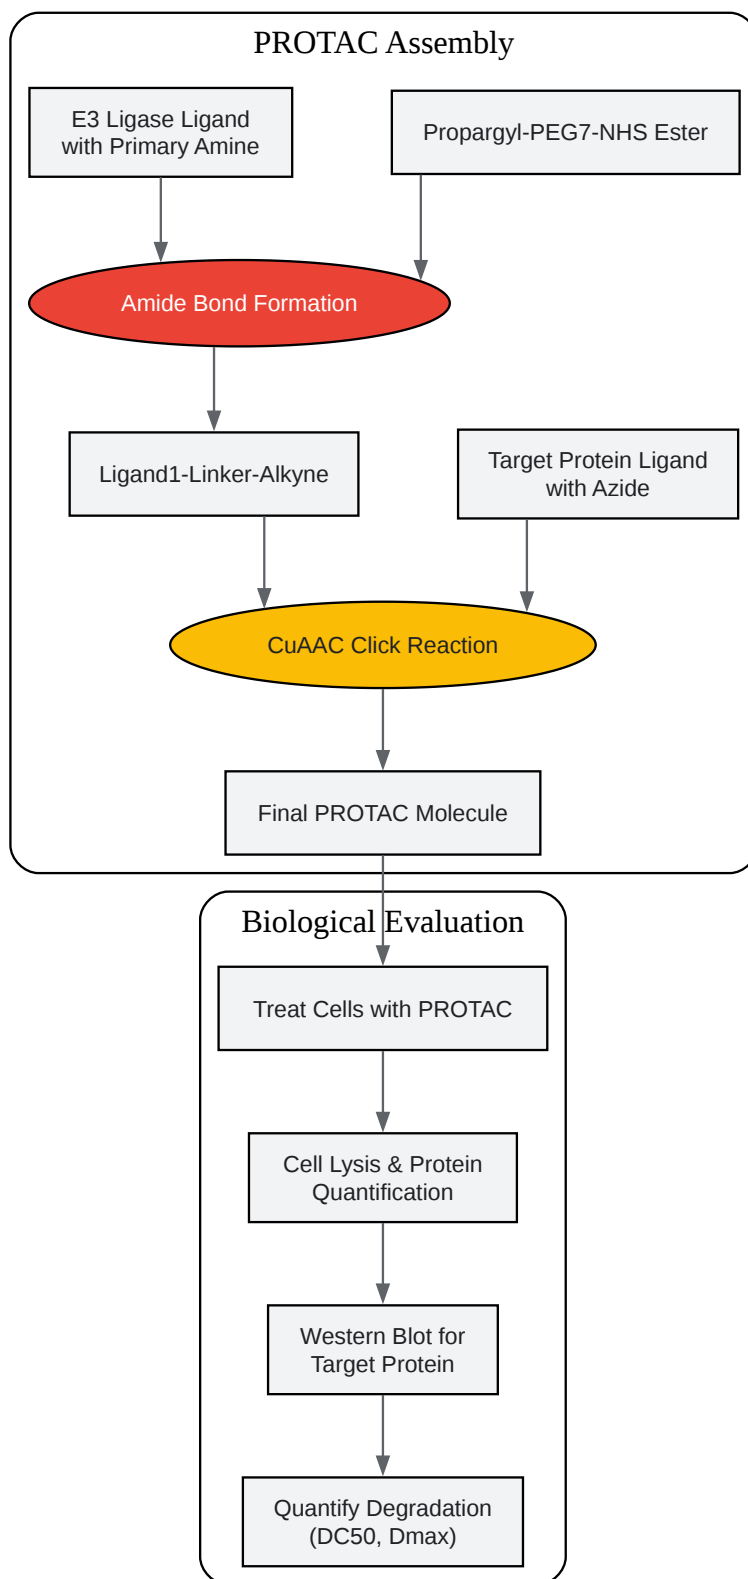 PROTAC Assembly
E3 Ligase Ligand
with Primary Amine
Propargyl-PEG7-NHS Ester
Amide Bond Formation
Ligand1-Linker-Alkyne
Target Protein Ligand
with Azide
CuAAC Click Reaction
Final PROTAC Molecule
Biological Evaluation
Treat Cells with PROTAC
Cell Lysis & Protein
Quantification
Western Blot for
Target Protein
Quantify Degradation
(DC50, Dmax)